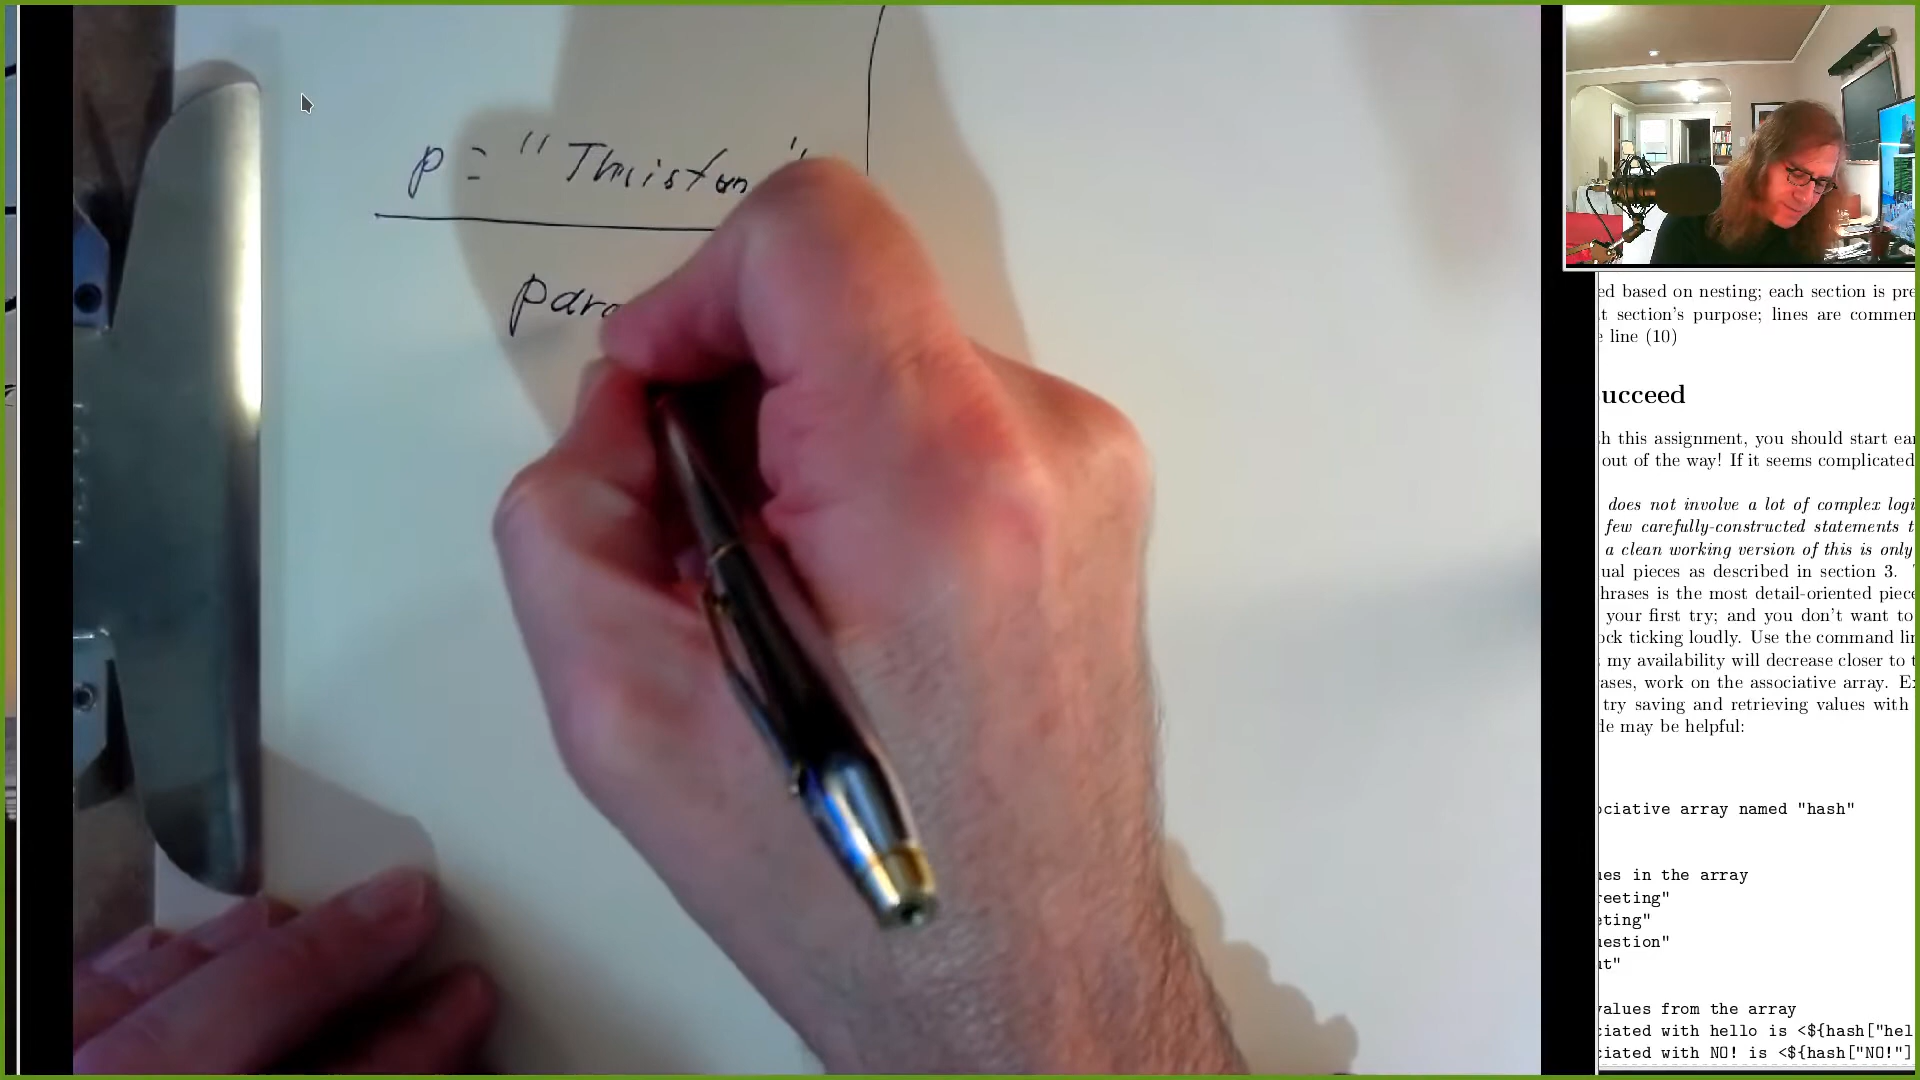 p = "Thurston"
para
ed based on nesting; each section is pre
t section's purpose; lines are commen
e line (10)
ucceed
h this assignment, you should start ear
out of the way! If it seems complicated
does not involve a lot of complex logi
few carefully-constructed statements t
a clean working version of this is only
ual pieces as described in section 3.
hrases is the most detail-oriented piece
your first try; and you don't want to
ock ticking loudly. Use the command lin
my availability will decrease closer to t
ases, work on the associative array. Ex
try saving and retrieving values with
de may be helpful:
ociative array named "hash"
ues in the array
reeting"
eting"
uestion"
ut"
values from the array
ciated with hello is <${hash["hel
ciated with NO! is <${hash["NO!"]